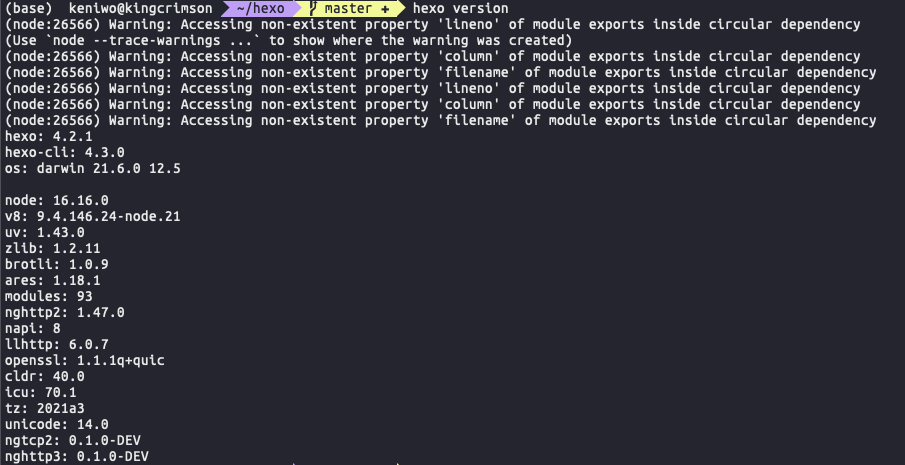 (base) keniwo@kingcrimson ~/hexo master + hexo version
(node:26566) Warning: Accessing non-existent property 'lineno' of module exports inside circular dependency
(Use `node --trace-warnings ...` to show where the warning was created)
(node:26566) Warning: Accessing non-existent property 'column' of module exports inside circular dependency
(node:26566) Warning: Accessing non-existent property 'filename' of module exports inside circular dependency
(node:26566) Warning: Accessing non-existent property 'lineno' of module exports inside circular dependency
(node:26566) Warning: Accessing non-existent property 'column' of module exports inside circular dependency
(node:26566) Warning: Accessing non-existent property 'filename' of module exports inside circular dependency
hexo: 4.2.1
hexo-cli: 4.3.0
os: darwin 21.6.0 12.5
node: 16.16.0
v8: 9.4.146.24-node.21
uv: 1.43.0
zlib: 1.2.11
brotli: 1.0.9
ares: 1.18.1
modules: 93
nghttp2: 1.47.0
napi: 8
llhttp: 6.0.7
openssl: 1.1.1q+quic
cldr: 40.0
icu: 70.1
tz: 2021a3
unicode: 14.0
ngtcp2: 0.1.0-DEV
nghttp3: 0.1.0-DEV